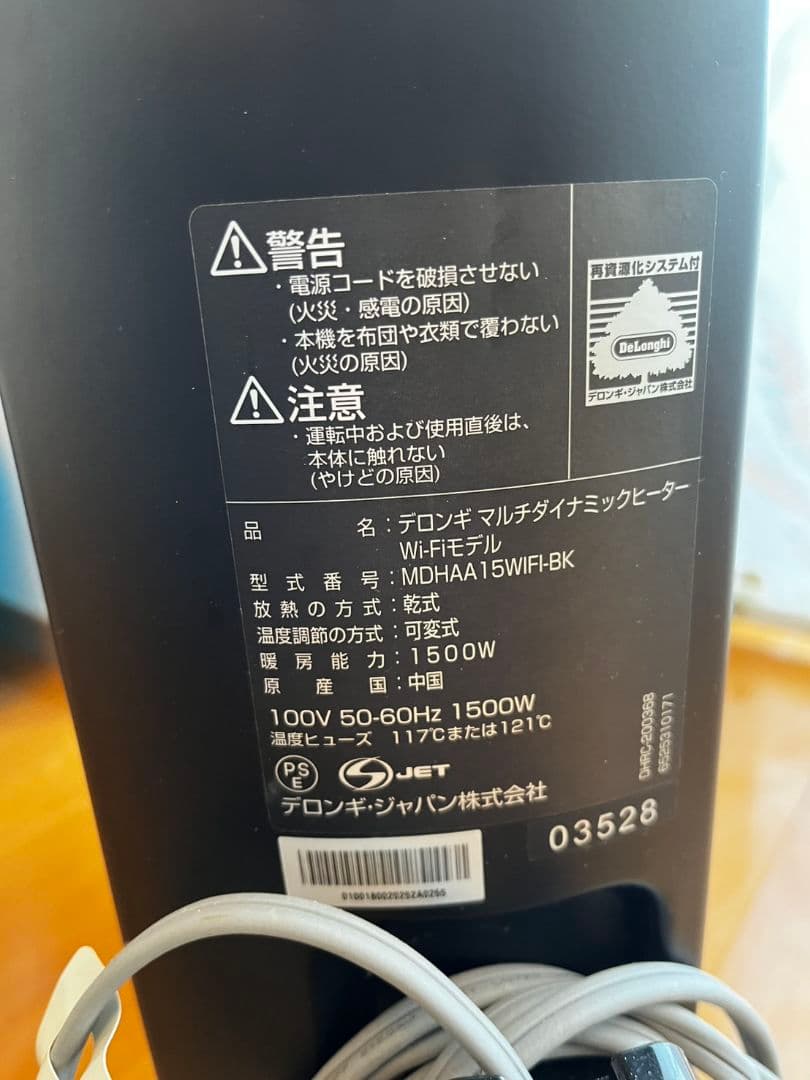 警告
・電源コードを破損させない
(火災・感電の原因)
・本機を布団や衣類で覆わない
(火災の原因)
注意
・運転中および使用直後は、
本体に触れない
(やけどの原因)
再資源化システム付
DeLonghi
デロンギ・ジャパン株式会社
品名：デロンギ マルチダイナミックヒーター
Wi-Fiモデル
型式番号：MDHAA15WIFI-BK
放熱の方式：乾式
温度調節の方式：可変式
暖房能力：1500W
原産国：中国
100V 50-60Hz 1500W
温度ヒューズ 117℃または121℃
PS
E
S JET
デロンギ・ジャパン株式会社
DHRC-200368
6525310171
03528
0100160020252A0265